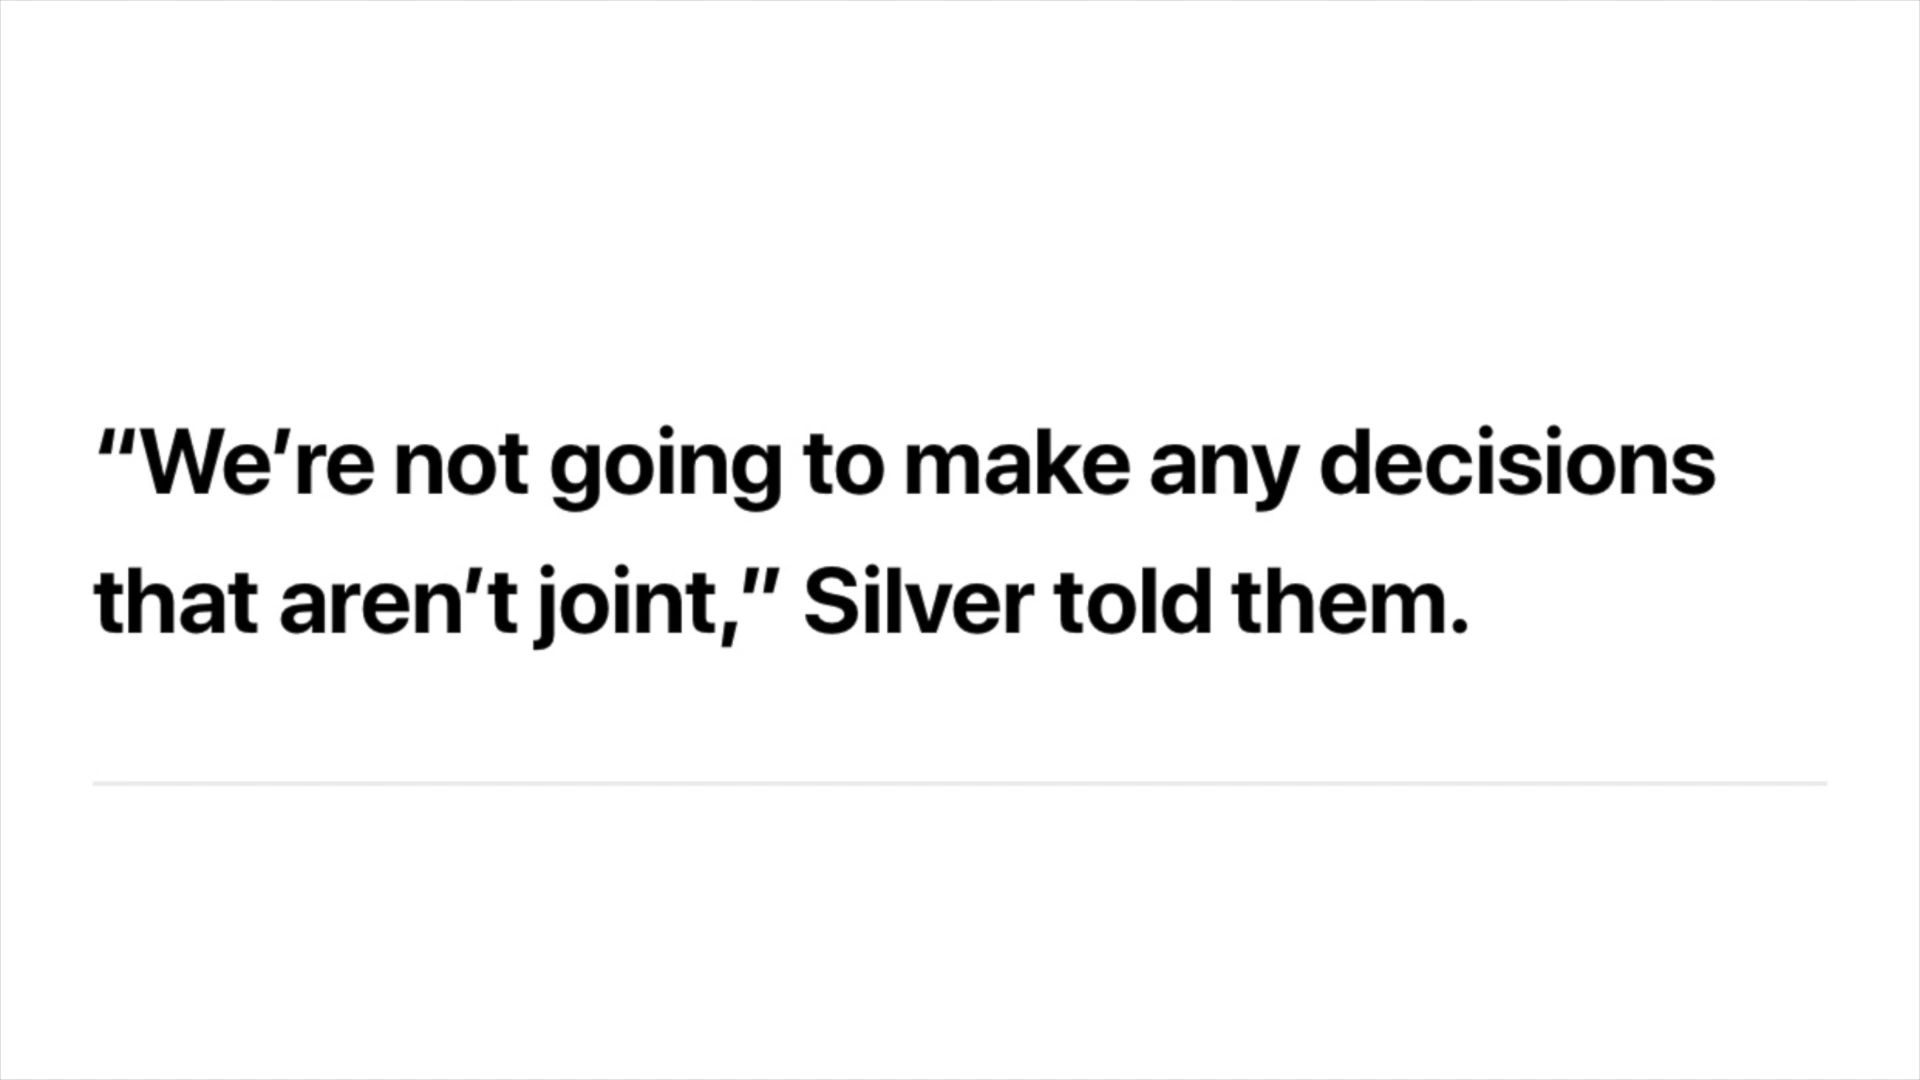 “We’re not going to make any decisions
that aren’t joint,” Silver told them.